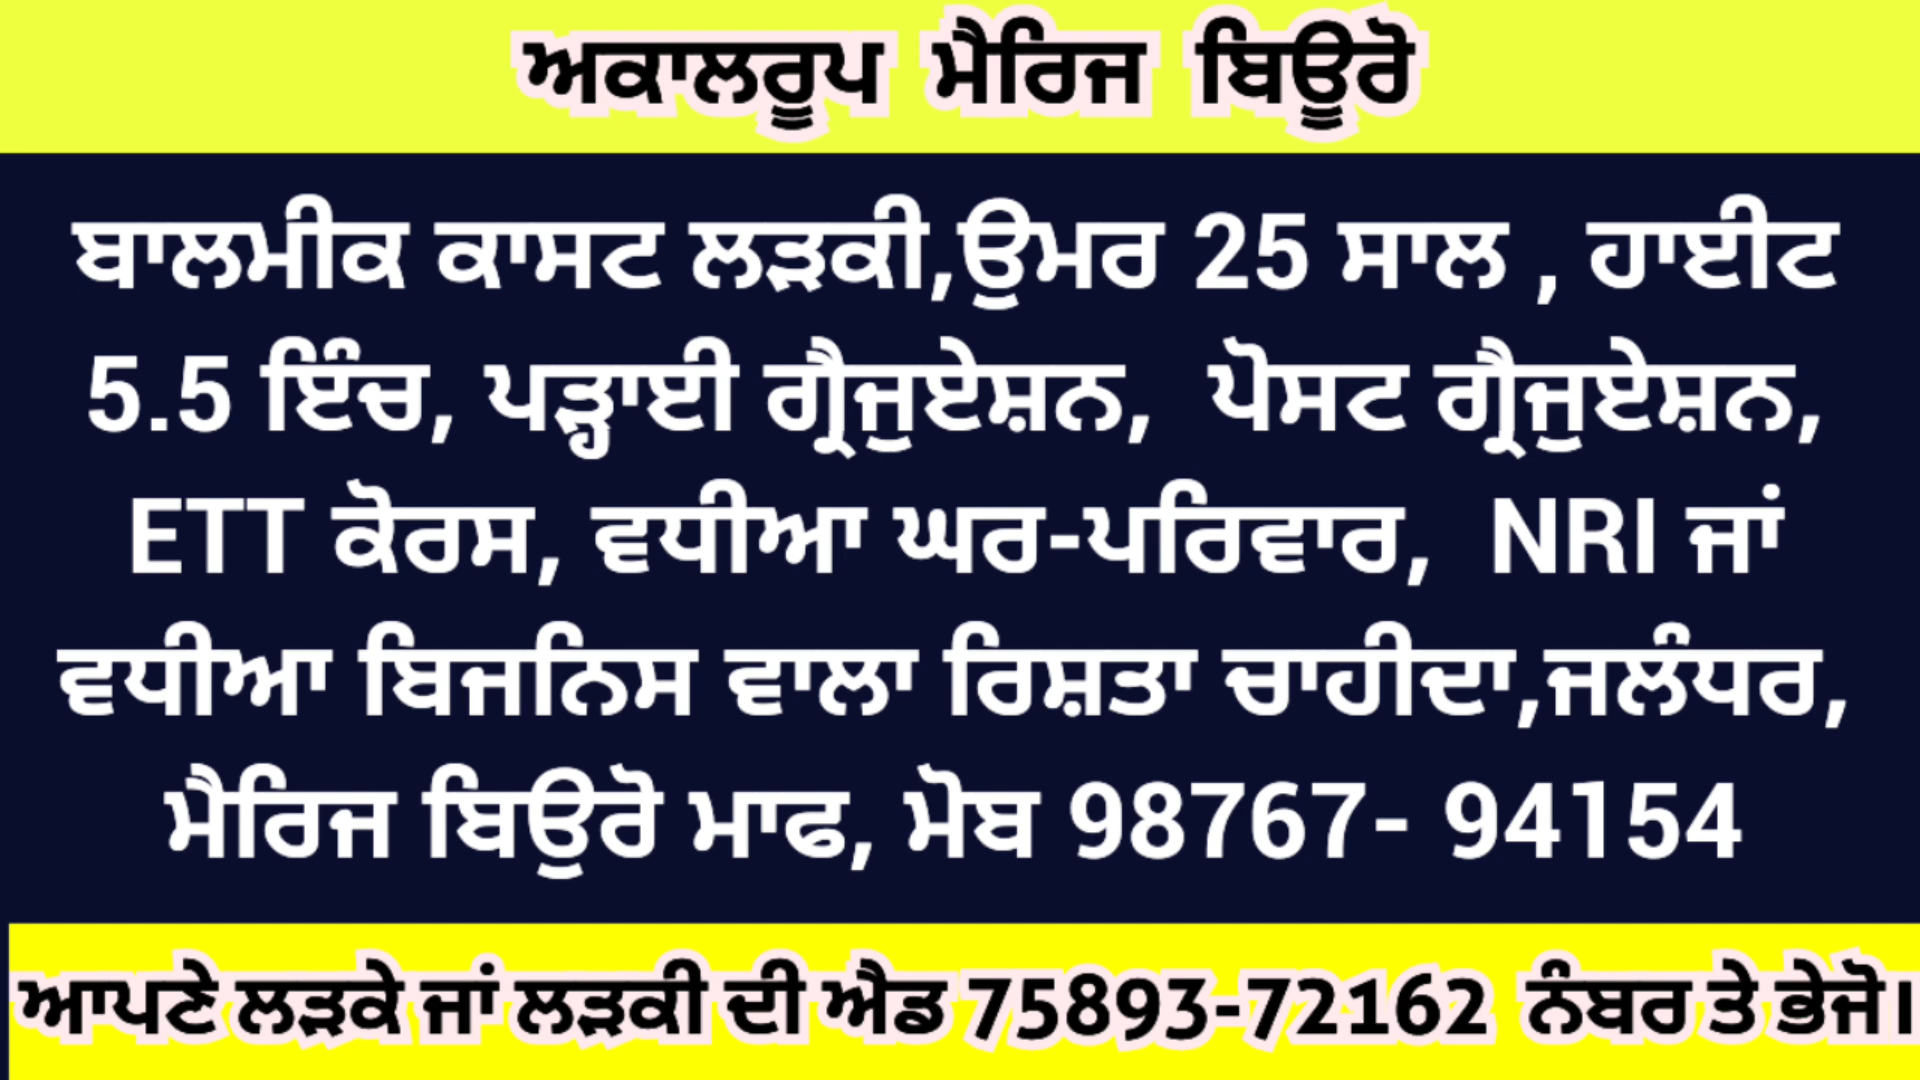 ਅਕਾਲਰੂਪ ਮੈਰਿਜ ਬਿਊਰੋ
ਬਾਲਮੀਕ ਕਾਸਟ ਲੜਕੀ,ਉਮਰ 25 ਸਾਲ , ਹਾਈਟ
5.5 ਇੰਚ, ਪੜ੍ਹਾਈ ਗ੍ਰੈਜੁਏਸ਼ਨ, ਪੋਸਟ ਗ੍ਰੈਜੁਏਸ਼ਨ,
ETT ਕੋਰਸ, ਵਧੀਆ ਘਰ-ਪਰਿਵਾਰ, NRI ਜਾਂ
ਵਧੀਆ ਬਿਜਨਿਸ ਵਾਲਾ ਰਿਸ਼ਤਾ ਚਾਹੀਦਾ,ਜਲੰਧਰ,
ਮੈਰਿਜ ਬਿਉਰੋ ਮਾਫ, ਮੋਬ 98767- 94154
ਆਪਣੇ ਲੜਕੇ ਜਾਂ ਲੜਕੀ ਦੀ ਐਡ 75893-72162 ਨੰਬਰ ਤੇ ਭੇਜੋ।